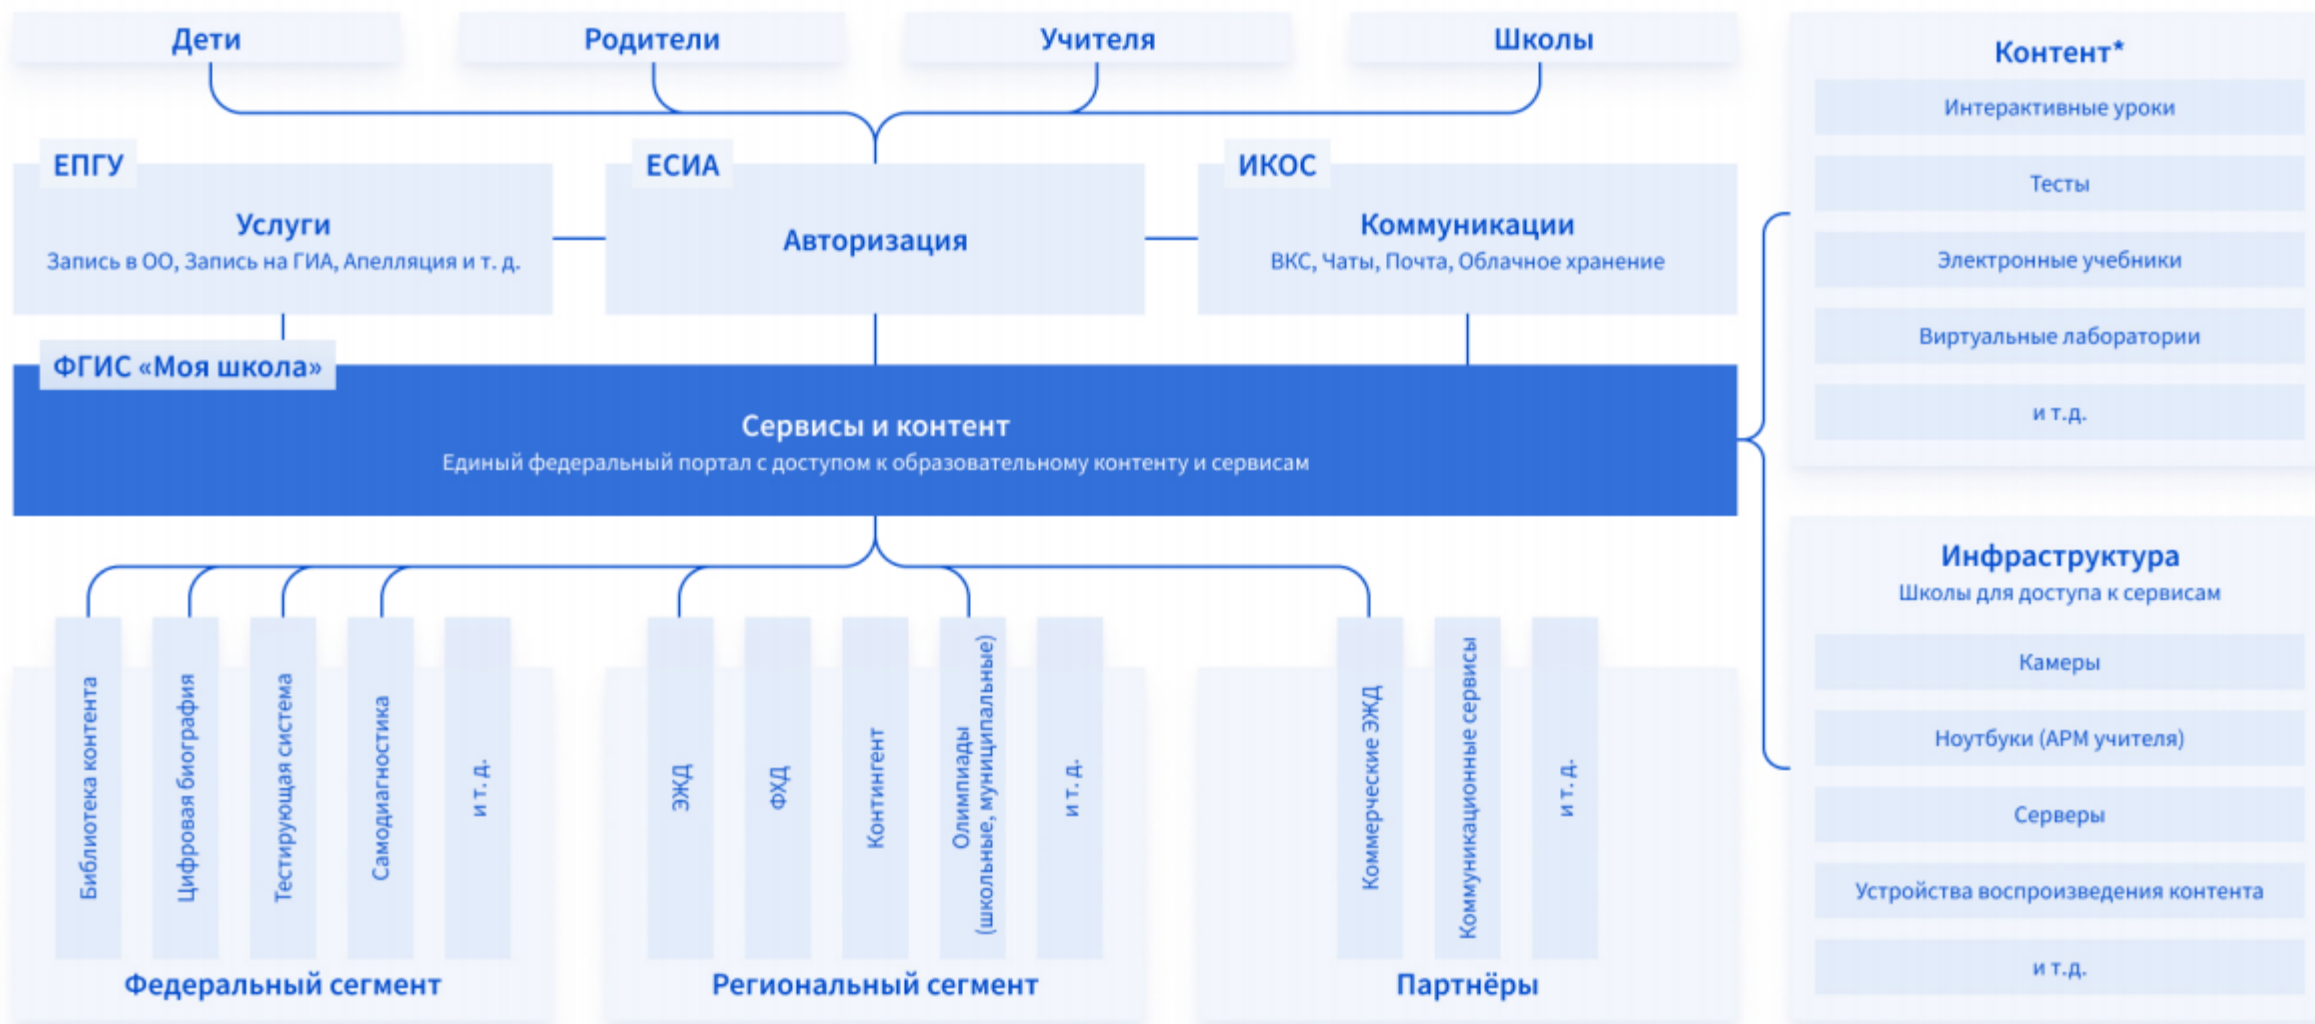 Дети
Родители
Учителя
Школы
ЕПГУ
Услуги
Запись в ОО, Запись на ГИА, Апелляция и т. д.
ЕСИА
Авторизация
ИКОС
Коммуникации
ВКС, Чаты, Почта, Облачное хранение
ФГИС «Моя школа»
Сервисы и контент
Единый федеральный портал с доступом к образовательному контенту и сервисам
Библиотека контента
Цифровая биография
Тестирующая система
Самодиагностика
и т. д.
Федеральный сегмент
ЭЖД
ФХД
Контингент
Олимпиады
(школьные, муниципальные)
и т. д.
Региональный сегмент
Коммерческие ЭЖД
Коммуникационные сервисы
и т. д.
Партнёры
Контент*
Интерактивные уроки
Тесты
Электронные учебники
Виртуальные лаборатории
и т.д.
Инфраструктура
Школы для доступа к сервисам
Камеры
Ноутбуки (АРМ учителя)
Серверы
Устройства воспроизведения контента
и т.д.